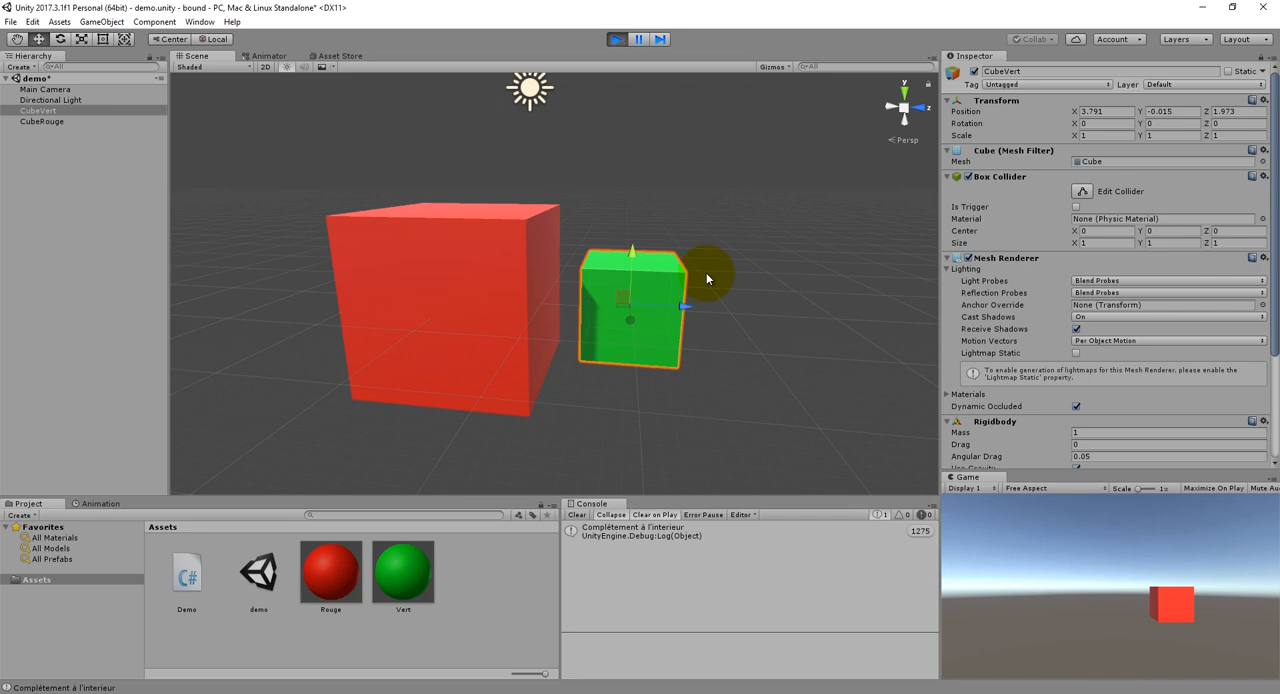 Unity 2017.3.1f1 Personal (64bit) - demo.unity - bound - PC, Mac & Linux Standalone* <DX11>
File Edit Assets GameObject Component Window Help
Center Local Collab Account Layers Layout
Hierarchy
Create All
demo*
Main Camera
Directional Light
CubeVert
CubeRouge
Scene Animator Asset Store
Shaded 2D Gizmos All
y
z
Persp
Inspector
CubeVert Static
Tag Untagged Layer Default
Transform
Position X 3.791 Y -0.015 Z 1.973
Rotation X 0 Y 0 Z 0
Scale X 1 Y 1 Z 1
Cube (Mesh Filter)
Mesh Cube
Box Collider
Edit Collider
Is Trigger
Material None (Physic Material)
Center X 0 Y 0 Z 0
Size X 1 Y 1 Z 1
Mesh Renderer
Lighting
Light Probes Blend Probes
Reflection Probes Blend Probes
Anchor Override None (Transform)
Cast Shadows On
Receive Shadows
Motion Vectors Per Object Motion
Lightmap Static
To enable generation of lightmaps for this Mesh Renderer, please enable the
'Lightmap Static' property.
Materials
Dynamic Occluded
Rigidbody
Mass 1
Drag 0
Angular Drag 0.05
Use Gravity
Game
Display 1 Free Aspect Scale 1x Maximize On Play Mute Au
Project Animation
Create
Favorites
All Materials
All Models
All Prefabs
Assets
Assets
C#
Demo demo Rouge Vert
Console
Clear Collapse Clear on Play Error Pause Editor 1 0 0
Complétement à l'interieur
UnityEngine.Debug:Log(Object)
1275
Complétement à l'interieur